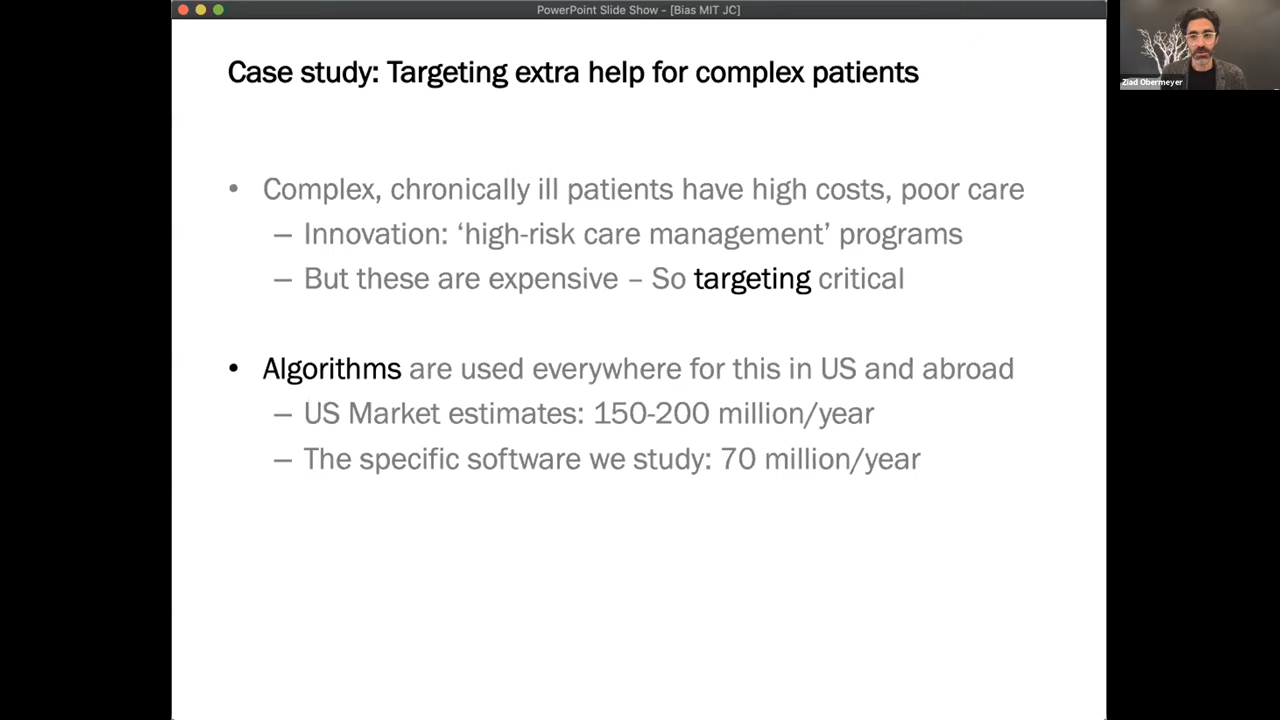 PowerPoint Slide Show - [Bias MIT JC]
Case study: Targeting extra help for complex patients
• Complex, chronically ill patients have high costs, poor care
– Innovation: ‘high-risk care management’ programs
– But these are expensive – So targeting critical
• Algorithms are used everywhere for this in US and abroad
– US Market estimates: 150-200 million/year
– The specific software we study: 70 million/year
Ziad Obermeyer